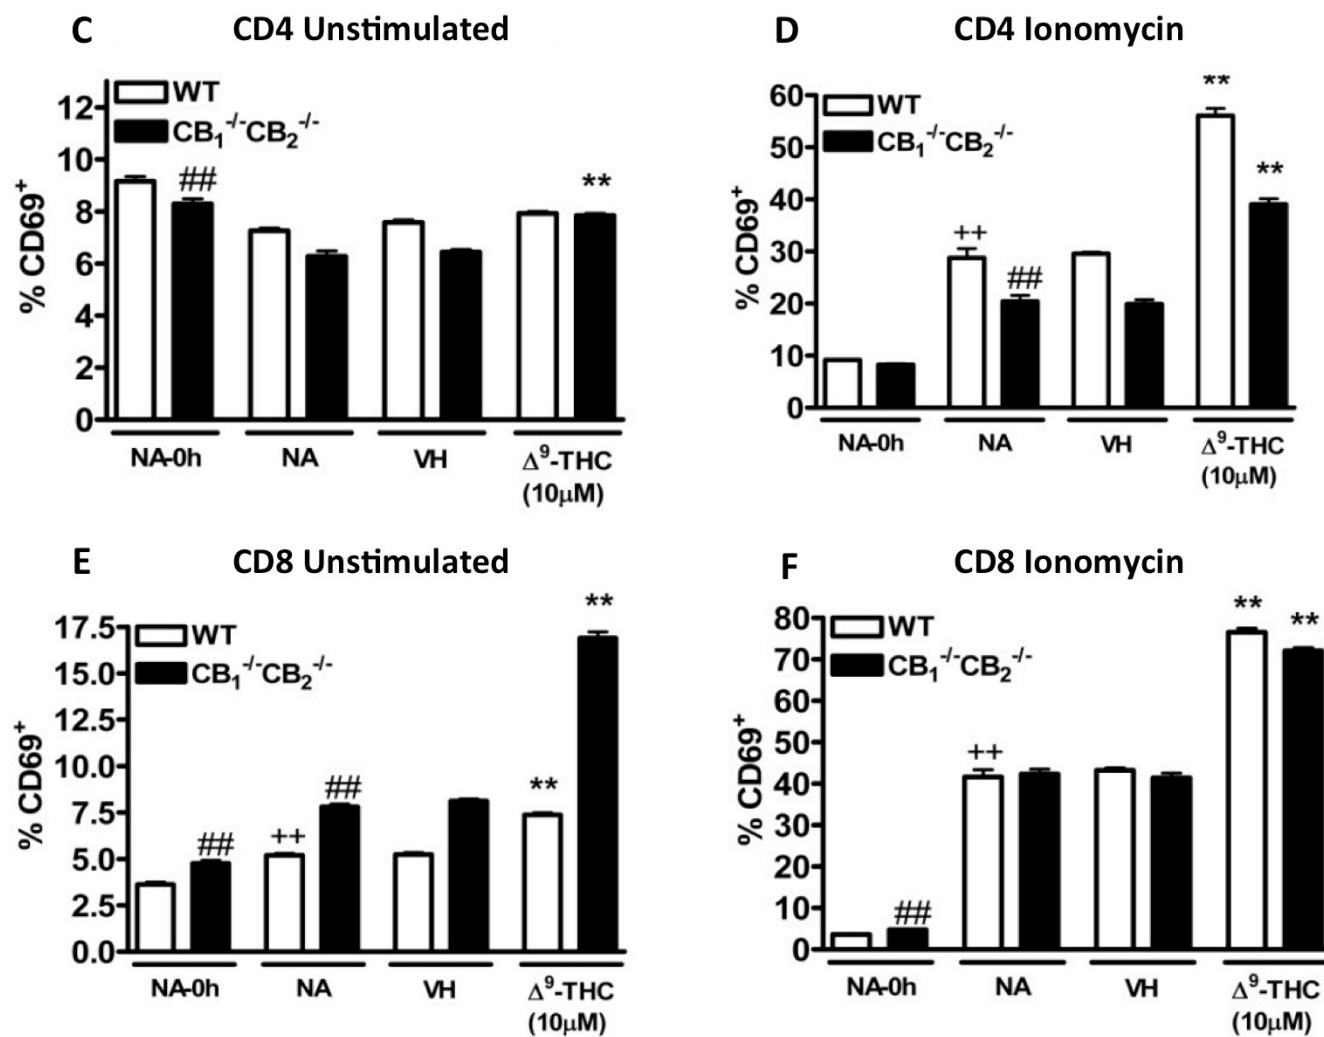 C CD4 Unstimulated
WT
CB₁⁻/⁻CB₂⁻/⁻
% CD69⁺
12
10
8
6
4
2
0
##
**
NA-0h NA VH Δ⁹-THC
(10μM)
D CD4 Ionomycin
WT
CB₁⁻/⁻CB₂⁻/⁻
% CD69⁺
60
50
40
30
20
10
0
++
##
**
**
NA-0h NA VH Δ⁹-THC
(10μM)
E CD8 Unstimulated
WT
CB₁⁻/⁻CB₂⁻/⁻
% CD69⁺
17.5
15.0
12.5
10.0
7.5
5.0
2.5
0.0
##
++
##
**
**
NA-0h NA VH Δ⁹-THC
(10μM)
F CD8 Ionomycin
WT
CB₁⁻/⁻CB₂⁻/⁻
% CD69⁺
80
70
60
50
40
30
20
10
0
##
++
**
**
NA-0h NA VH Δ⁹-THC
(10μM)